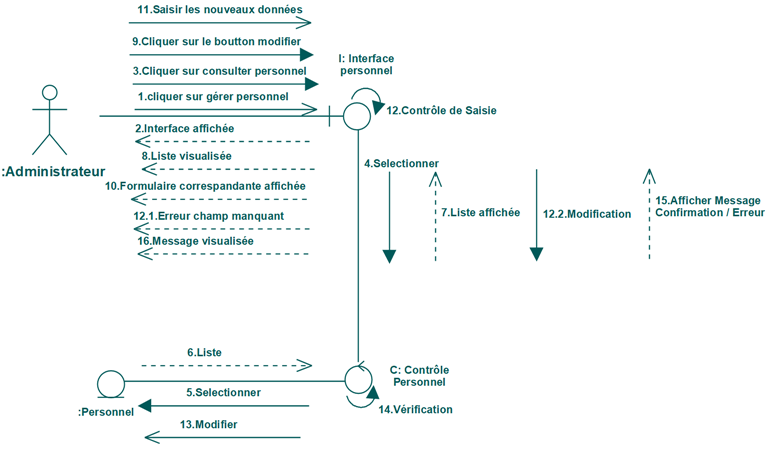 11.Saisir les nouveaux données
9.Cliquer sur le boutton modifier
I: Interface
personnel
3.Cliquer sur consulter personnel
1.cliquer sur gérer personnel
12.Contrôle de Saisie
2.Interface affichée
8.Liste visualisée
4.Selectionner
:Administrateur
10.Formulaire correspandante affichée
15.Afficher Message
Confirmation / Erreur
7.Liste affichée
12.2.Modification
12.1.Erreur champ manquant
16.Message visualisée
6.Liste
C: Contrôle
Personnel
5.Selectionner
:Personnel
14.Vérification
13.Modifier